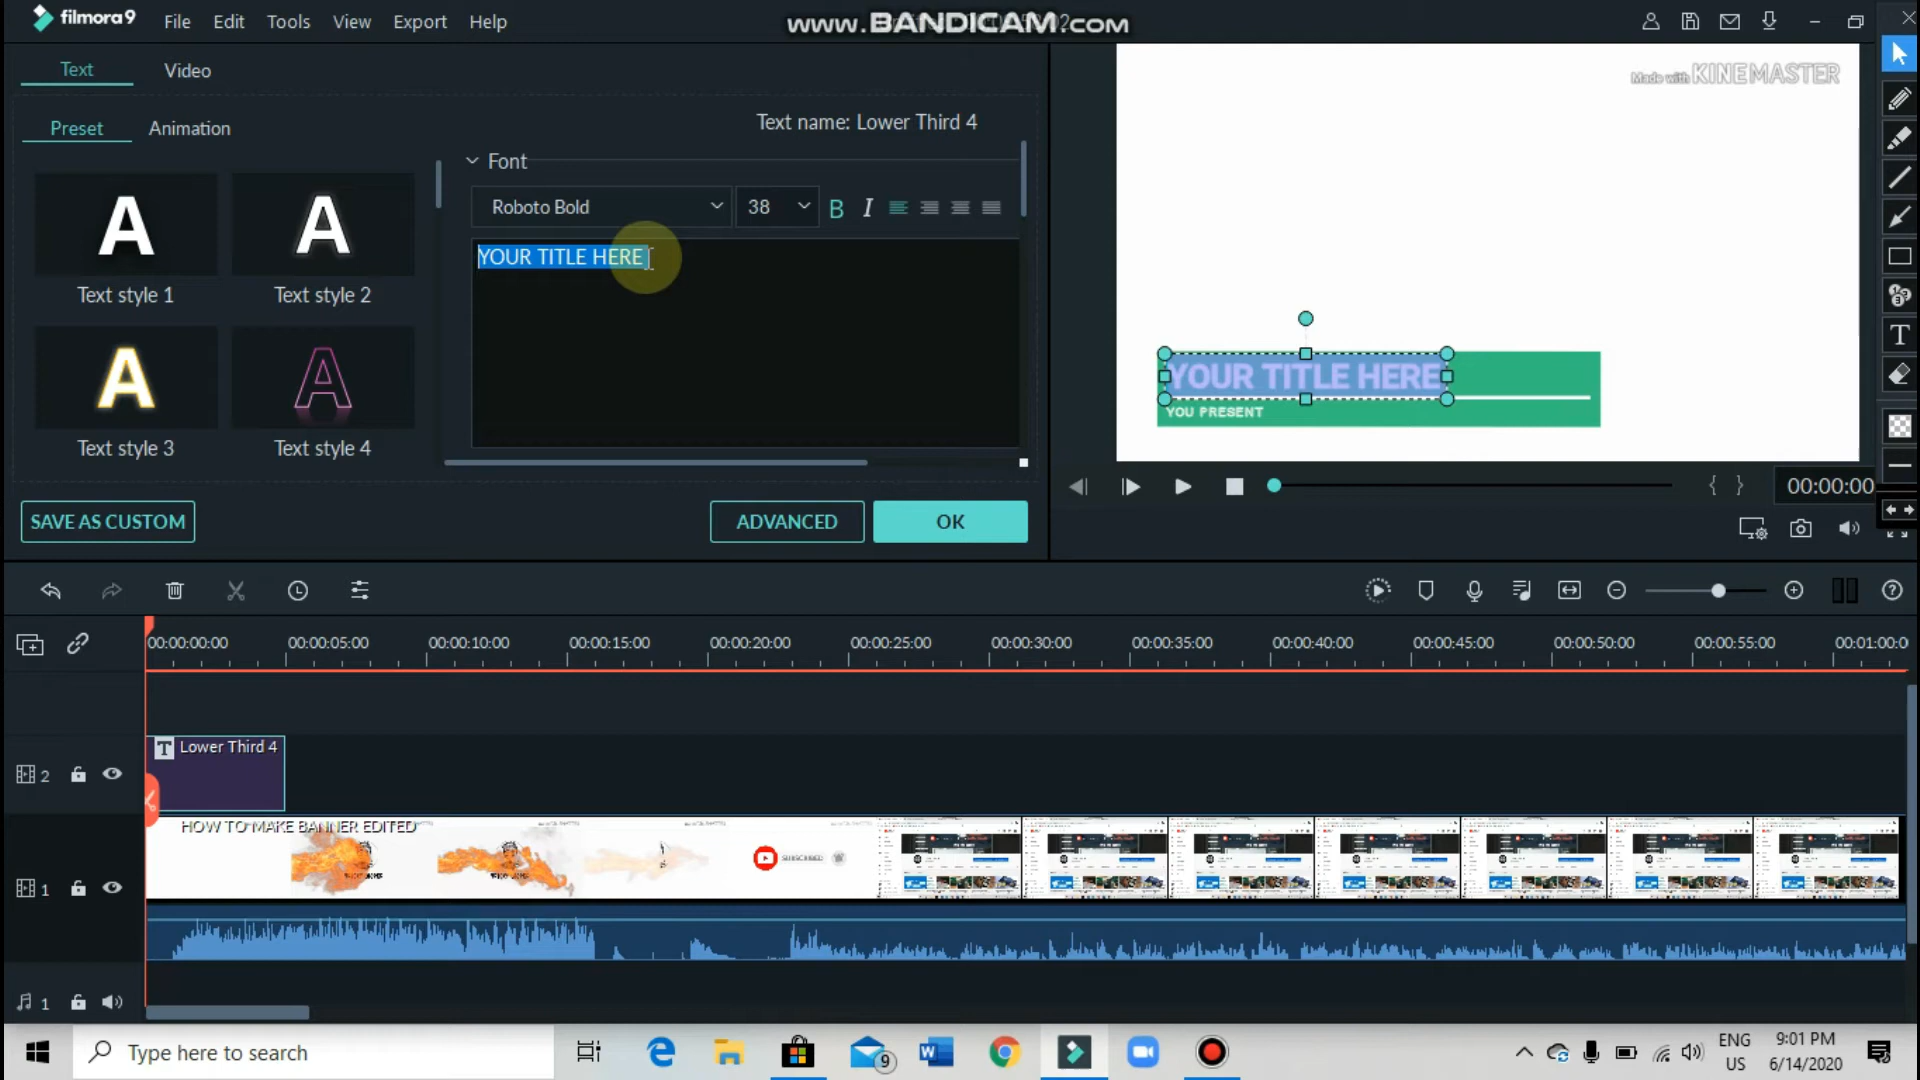 filmora9 File Edit Tools View Export Help
www.BANDICAM.com
Text Video
Preset Animation
Text name: Lower Third 4
Font
Roboto Bold 38 B I
YOUR TITLE HERE
A A
Text style 1 Text style 2
A A
Text style 3 Text style 4
SAVE AS CUSTOM ADVANCED OK
Made with KINEMASTER
YOUR TITLE HERE
YOU PRESENT
00:00:00
T
00:00:00:00 00:00:05:00 00:00:10:00 00:00:15:00 00:00:20:00 00:00:25:00 00:00:30:00 00:00:35:00 00:00:40:00 00:00:45:00 00:00:50:00 00:00:55:00 00:01:00:0
T Lower Third 4
2
HOW TO MAKE BANNER EDITED
SUBSCRIBED
1
1
Type here to search
9
ENG
US
9:01 PM
6/14/2020